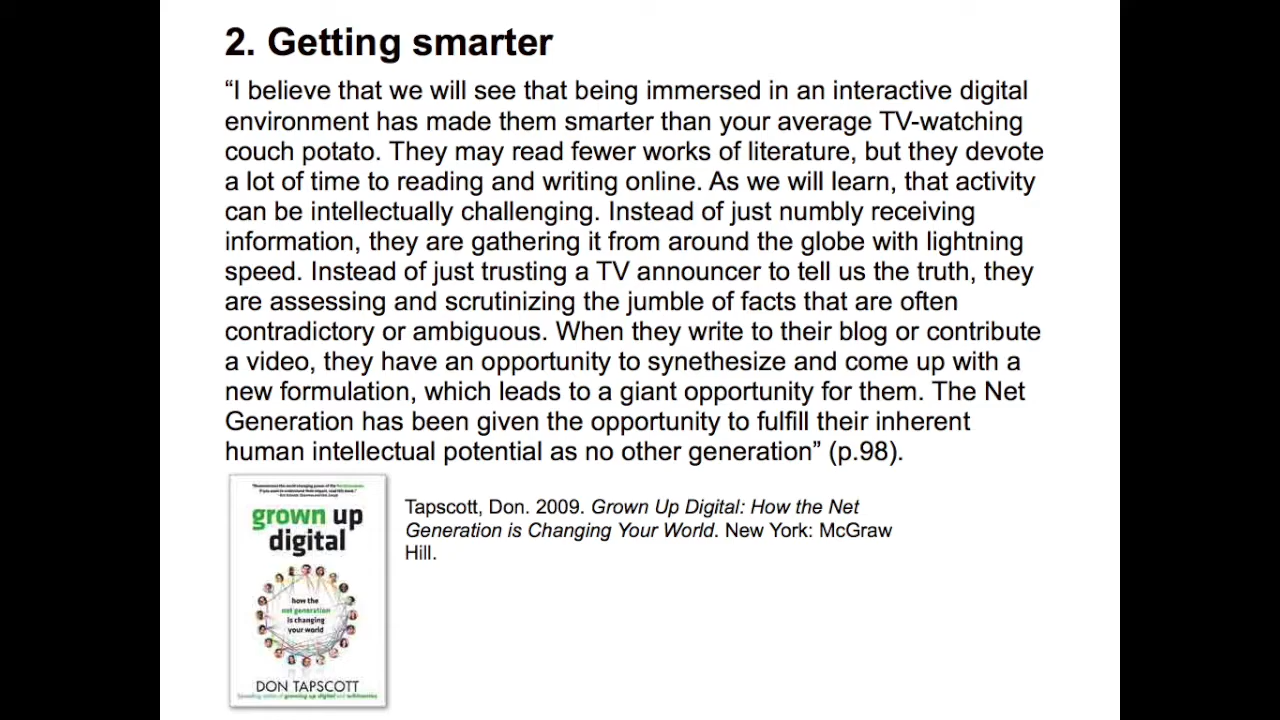 2. Getting smarter
“I believe that we will see that being immersed in an interactive digital
environment has made them smarter than your average TV-watching
couch potato. They may read fewer works of literature, but they devote
a lot of time to reading and writing online. As we will learn, that activity
can be intellectually challenging. Instead of just numbly receiving
information, they are gathering it from around the globe with lightning
speed. Instead of just trusting a TV announcer to tell us the truth, they
are assessing and scrutinizing the jumble of facts that are often
contradictory or ambiguous. When they write to their blog or contribute
a video, they have an opportunity to synethesize and come up with a
new formulation, which leads to a giant opportunity for them. The Net
Generation has been given the opportunity to fulfill their inherent
human intellectual potential as no other generation” (p.98).
Tapscott, Don. 2009. Grown Up Digital: How the Net
Generation is Changing Your World. New York: McGraw
Hill.
grown up
digital
how the
net generation
is changing
your world
DON TAPSCOTT